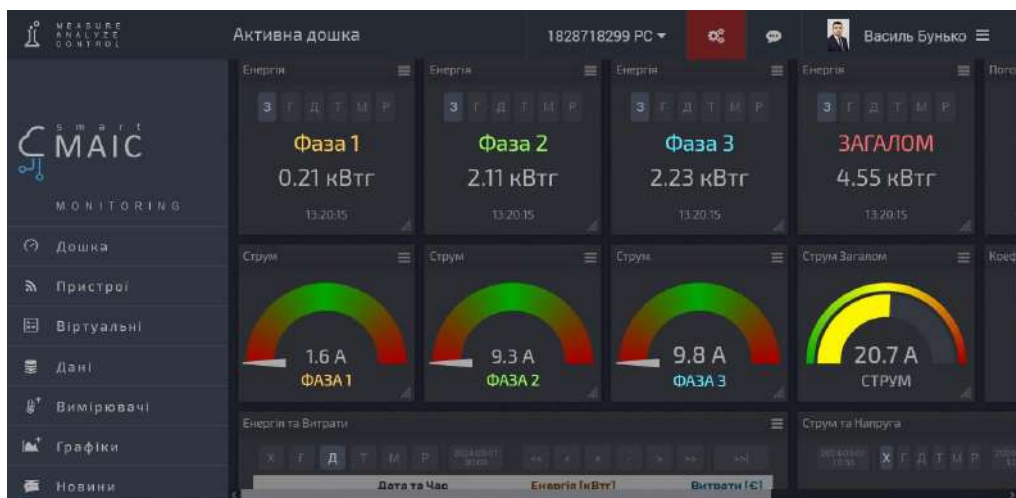 MEASURE
ANALYZE
CONTROL
Активна дошка
1828718299 РС
Василь Бунько
smart
MAIC
MONITORING
Дошка
Пристрої
Віртуальні
Дані
Вимірювачі
Графіки
Новини
Енергія
З Г Д Т М Р
Фаза 1
0.21 кВтг
13:20:15
Енергія
З Г Д Т М Р
Фаза 2
2.11 кВтг
13:20:15
Енергія
З Г Д Т М Р
Фаза 3
2.23 кВтг
13:20:15
Енергія
З Г Д Т М Р
ЗАГАЛОМ
4.55 кВтг
13:20:15
Струм
1.6 A
ФАЗА 1
Струм
9.3 A
ФАЗА 2
Струм
9.8 A
ФАЗА 3
Струм Загалом
20.7 A
СТРУМ
Енергія та Витрати
Х Г Д Т М Р
<< < + - > >> >>|
Дата та Час
Енергія [кВтг]
Витрати [€]
Струм та Напруга
Х Г Д Т М Р